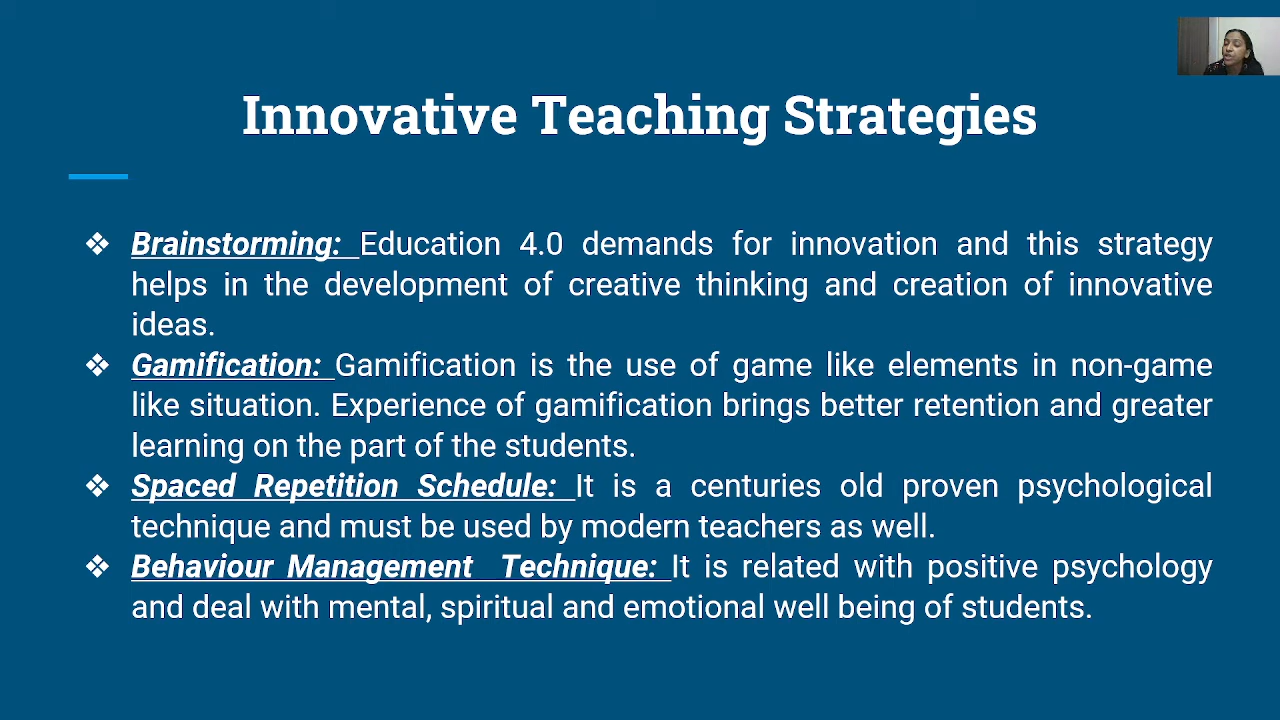 Innovative Teaching Strategies
❖ Brainstorming: Education 4.0 demands for innovation and this strategy
helps in the development of creative thinking and creation of innovative
ideas.
❖ Gamification: Gamification is the use of game like elements in non-game
like situation. Experience of gamification brings better retention and greater
learning on the part of the students.
❖ Spaced Repetition Schedule: It is a centuries old proven psychological
technique and must be used by modern teachers as well.
❖ Behaviour Management Technique: It is related with positive psychology
and deal with mental, spiritual and emotional well being of students.